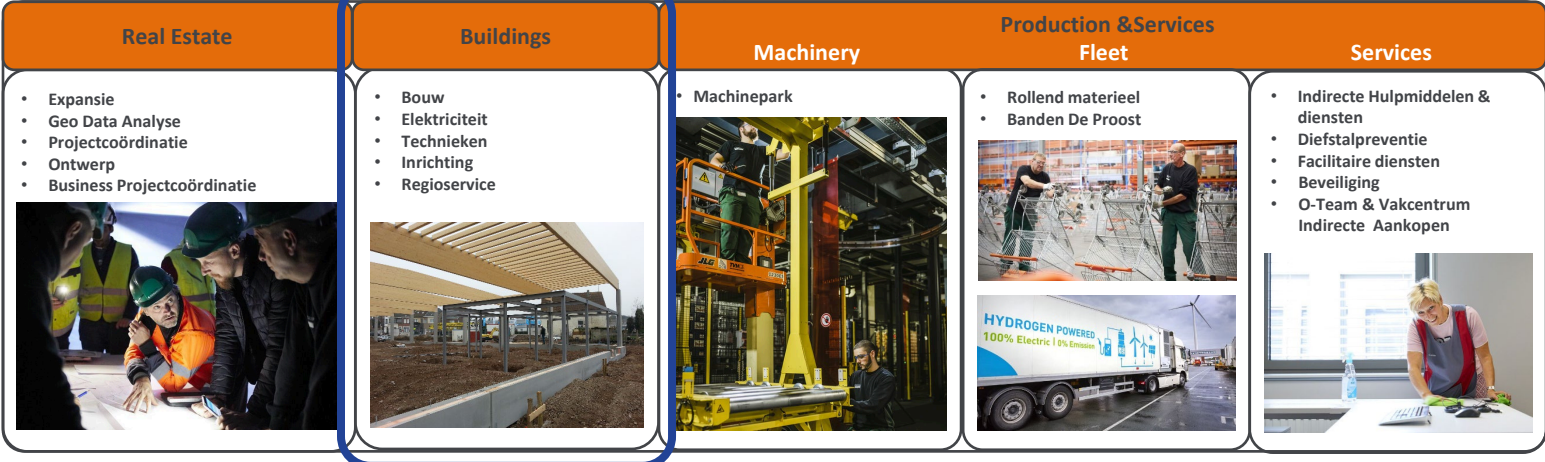 Real Estate
Buildings
Production &Services
Machinery
Fleet
Services
• Expansie
• Geo Data Analyse
• Projectcoördinatie
• Ontwerp
• Business Projectcoördinatie
• Bouw
• Elektriciteit
• Technieken
• Inrichting
• Regioservice
• Machinepark
JLG
• Rollend materieel
• Banden De Proost
HYDROGEN POWERED
100% Electric | 0% Emission
• Indirecte Hulpmiddelen &
diensten
• Diefstalpreventie
• Facilitaire diensten
• Beveiliging
• O-Team & Vakcentrum
Indirecte Aankopen